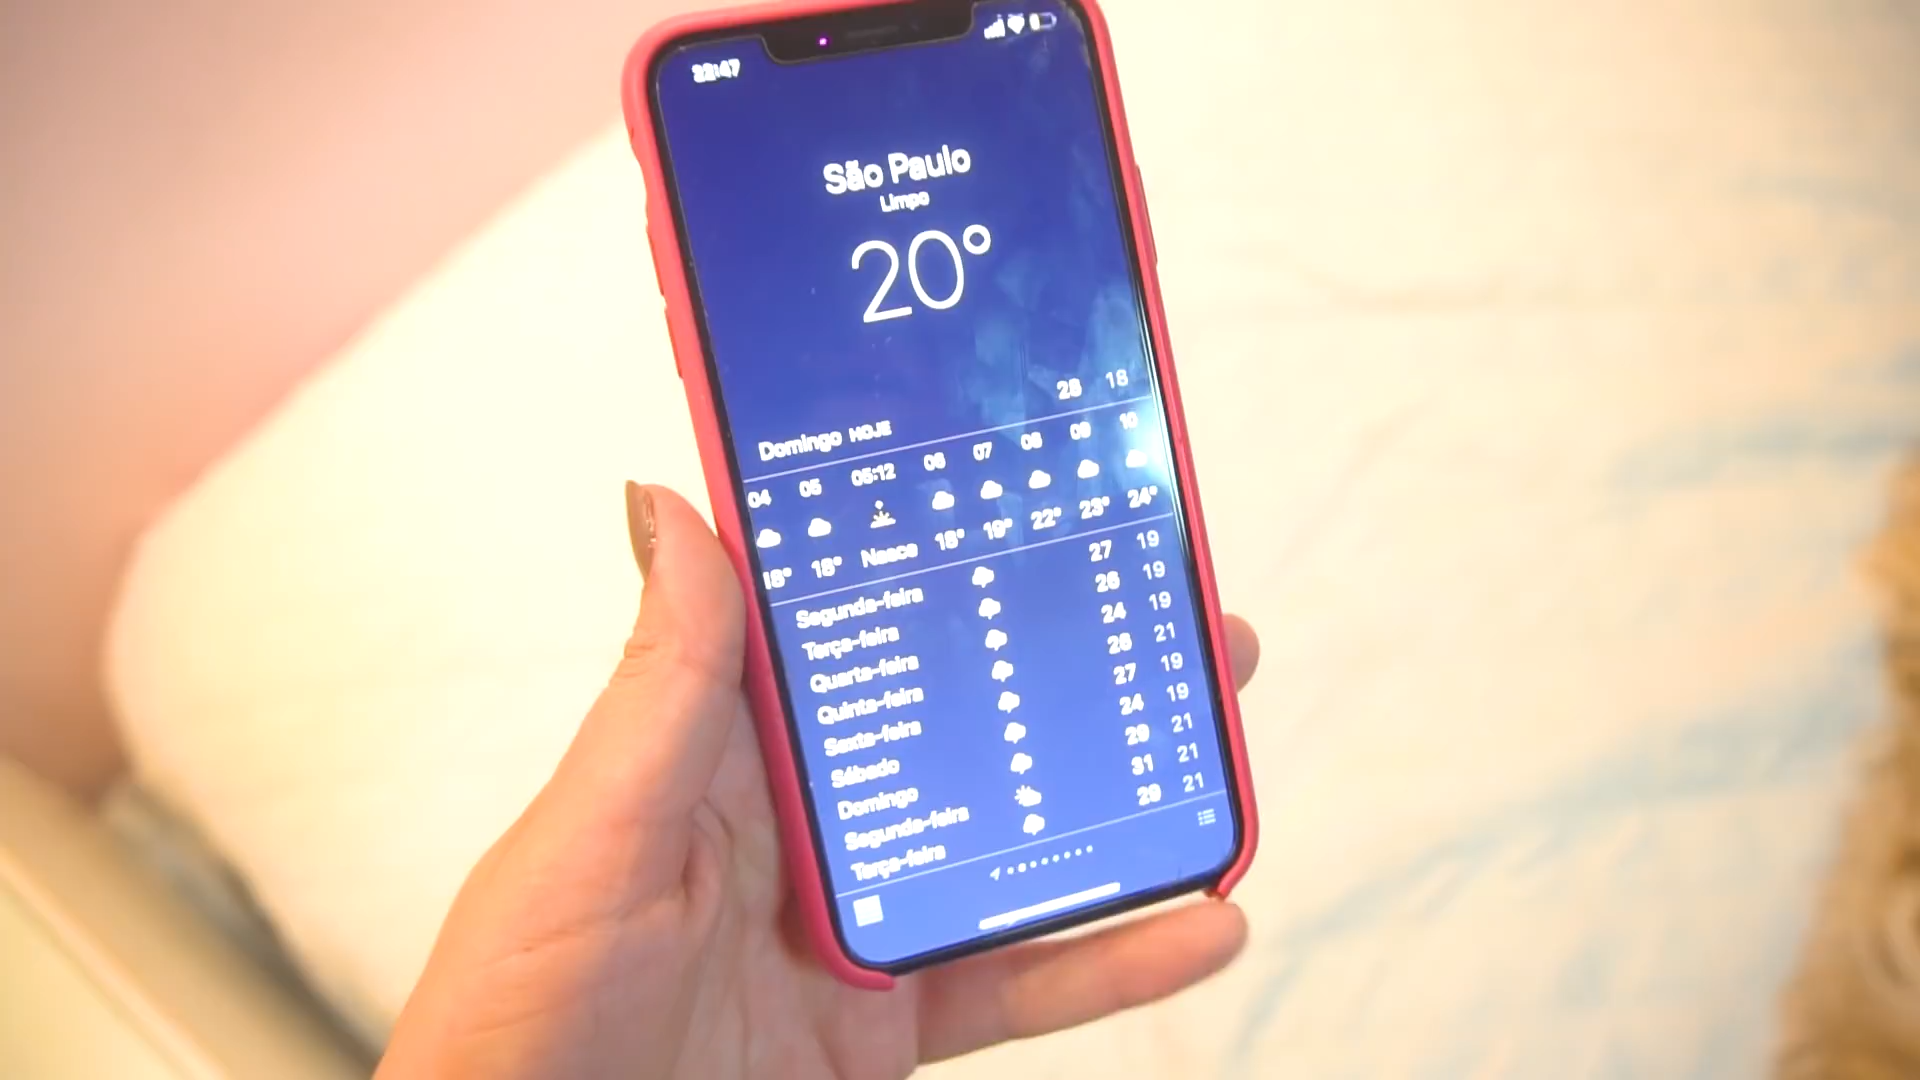 22:47
São Paulo
Limpo
20°
Domingo HOJE 28 18
04 05 05:12 06 07 08 09 10
18° 18° Nasce 18° 19° 22° 23° 24°
Segunda-feira 27 19
Terça-feira 26 19
Quarta-feira 24 19
Quinta-feira 26 21
Sexta-feira 27 19
Sábado 24 19
Domingo 29 21
Segunda-feira 31 21
Terça-feira 29 21